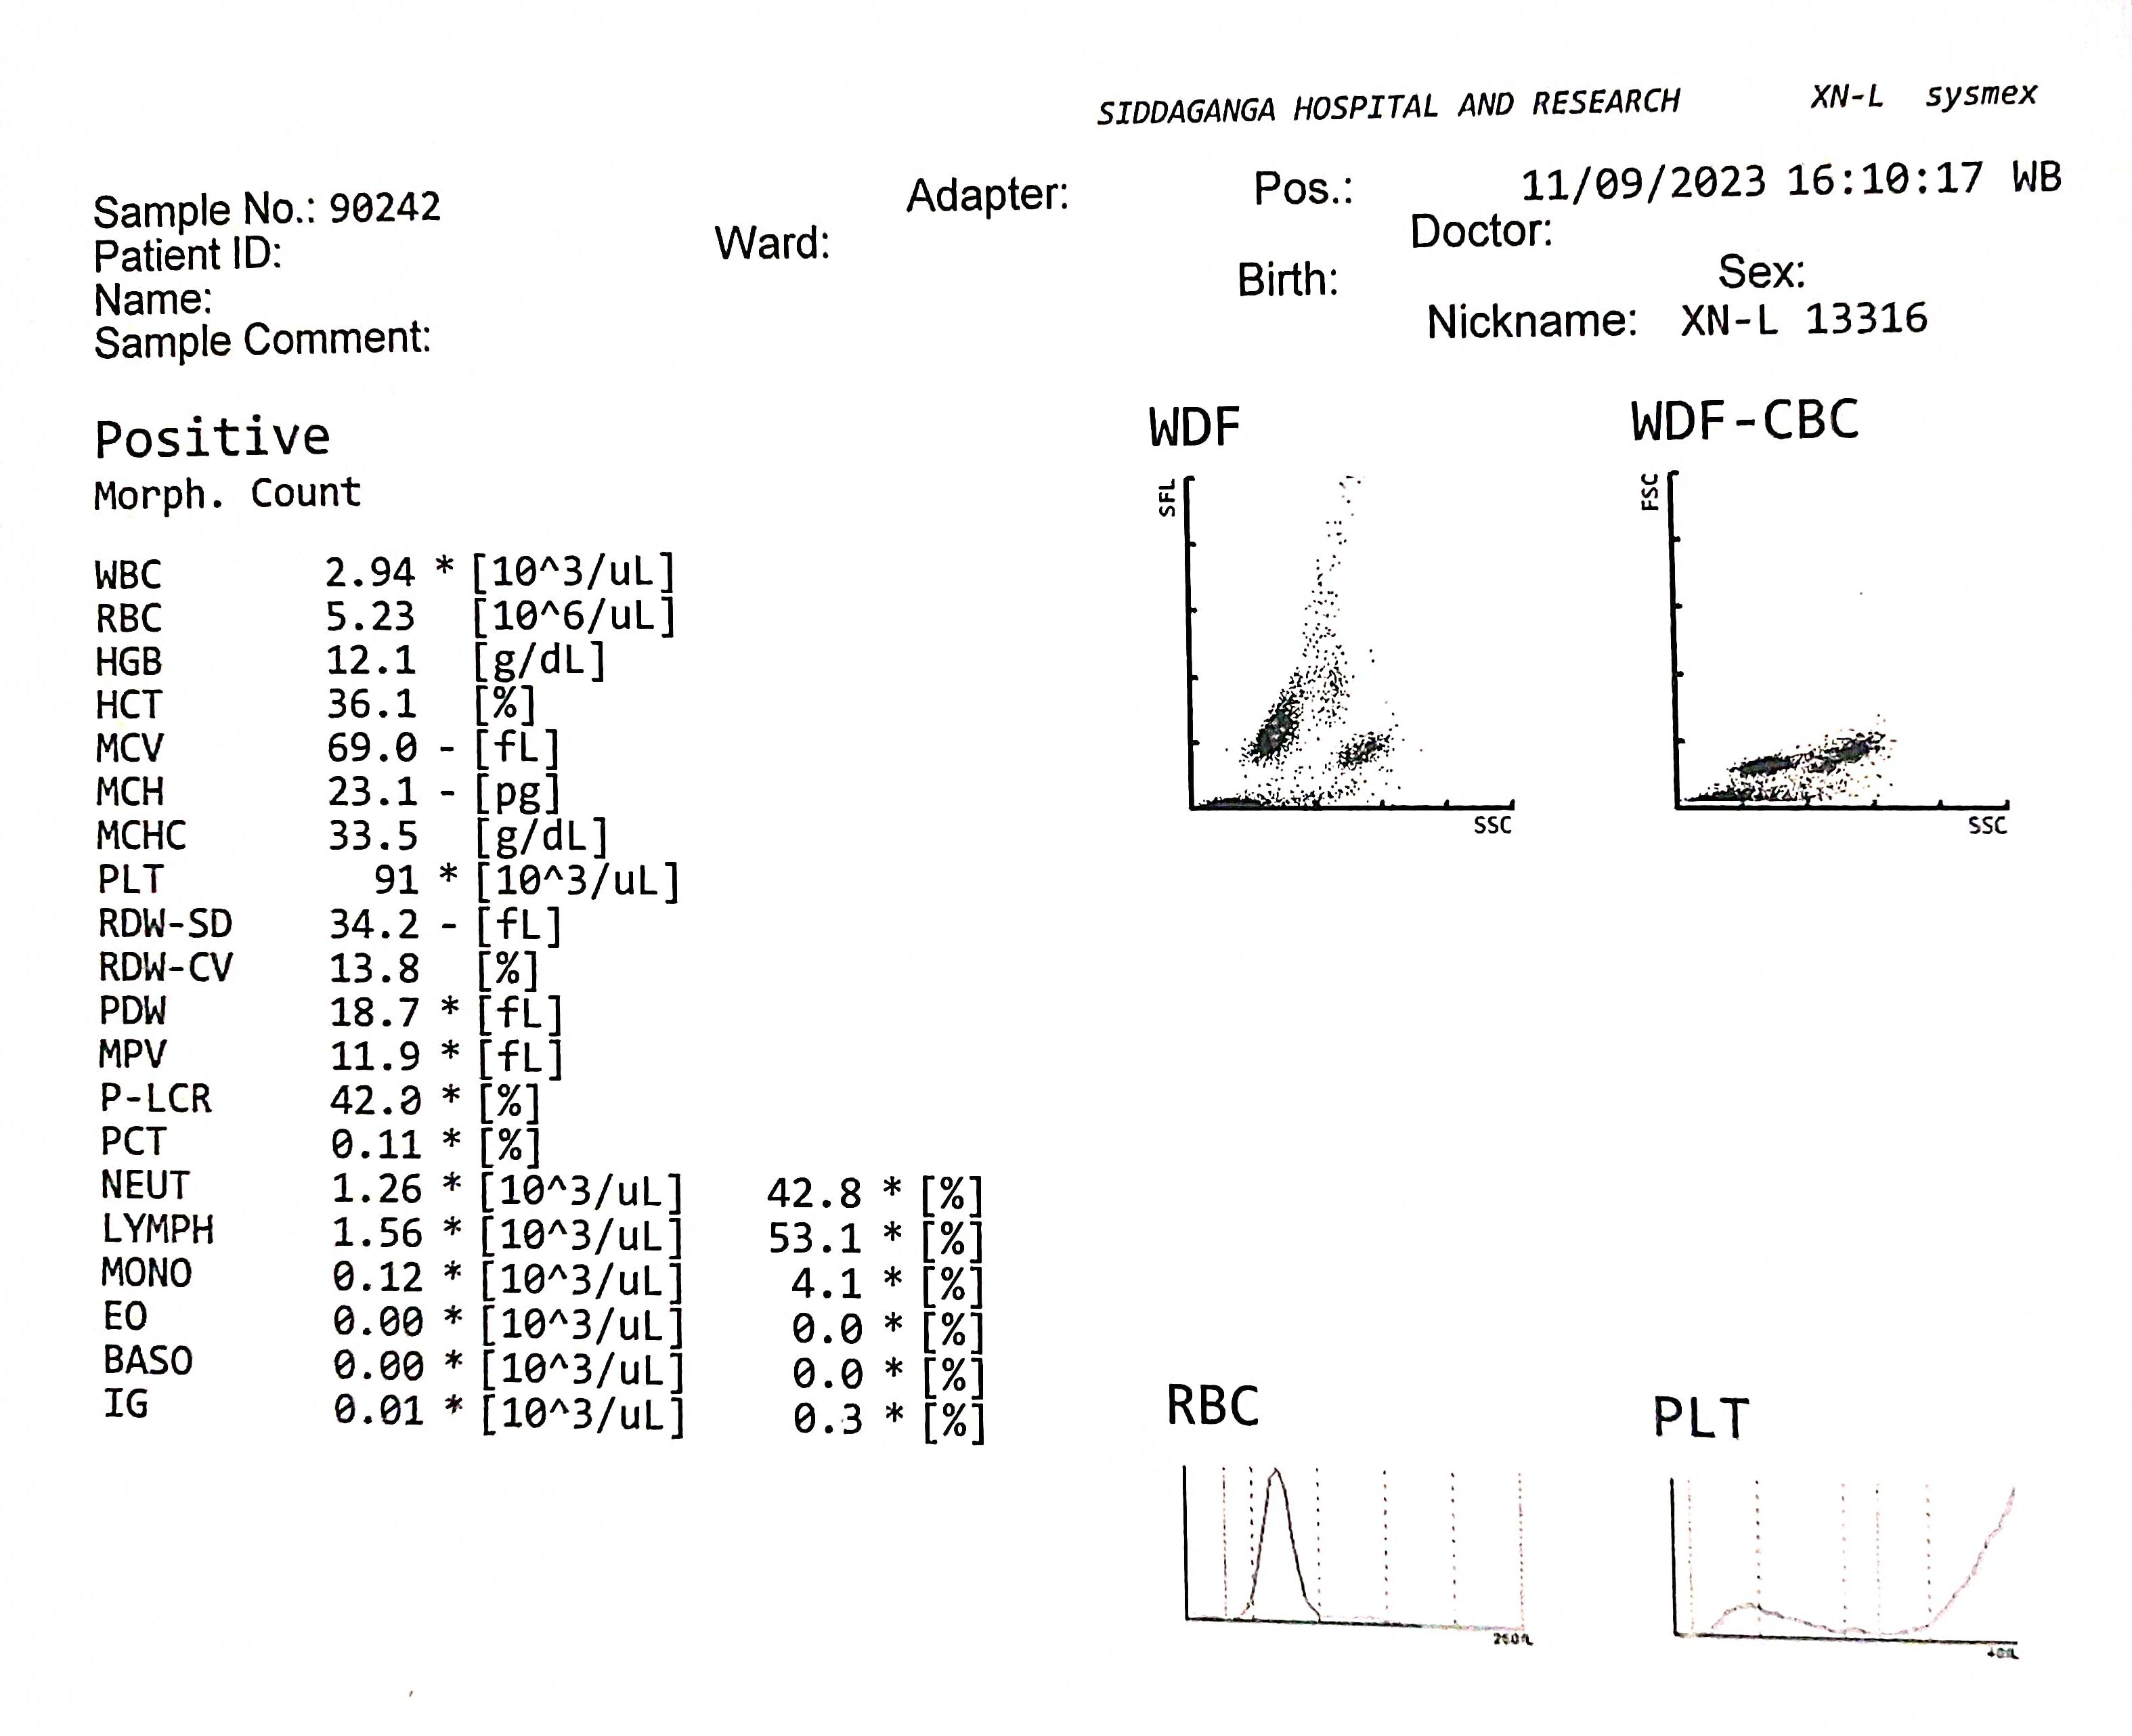 SIDDAGANGA HOSPITAL AND RESEARCH XN-L sysmex
Sample No.: 90242 Adapter: Pos.: 11/09/2023 16:10:17 WB
Patient ID: Ward: Doctor:
Name: Birth: Sex:
Sample Comment: Nickname: XN-L 13316
Positive
Morph. Count
WBC 2.94 * [10^3/uL]
RBC 5.23 [10^6/uL]
HGB 12.1 [g/dL]
HCT 36.1 [%]
MCV 69.0 - [fL]
MCH 23.1 - [pg]
MCHC 33.5 [g/dL]
PLT 91 * [10^3/uL]
RDW-SD 34.2 - [fL]
RDW-CV 13.8 [%]
PDW 18.7 * [fL]
MPV 11.9 * [fL]
P-LCR 42.0 * [%]
PCT 0.11 * [%]
NEUT 1.26 * [10^3/uL] 42.8 * [%]
LYMPH 1.56 * [10^3/uL] 53.1 * [%]
MONO 0.12 * [10^3/uL] 4.1 * [%]
EO 0.00 * [10^3/uL] 0.0 * [%]
BASO 0.00 * [10^3/uL] 0.0 * [%]
IG 0.01 * [10^3/uL] 0.3 * [%]
WDF WDF-CBC
SFL FSC
SSC SSC
RBC PLT